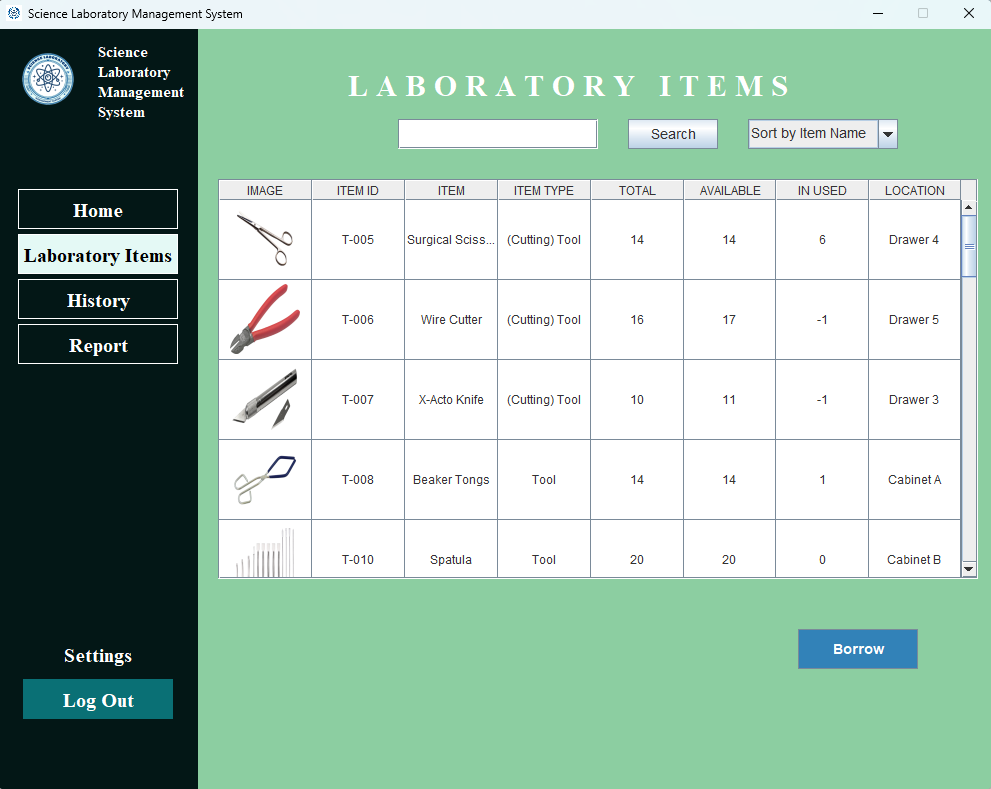 Science Laboratory Management System
Science
Laboratory
Management
System
LABORATORY ITEMS
Search
Sort by Item Name
Home
Laboratory Items
History
Report
Settings
Log Out
IMAGE ITEM ID ITEM ITEM TYPE TOTAL AVAILABLE IN USED LOCATION
T-005 Surgical Sciss... (Cutting) Tool 14 14 6 Drawer 4
T-006 Wire Cutter (Cutting) Tool 16 17 -1 Drawer 5
T-007 X-Acto Knife (Cutting) Tool 10 11 -1 Drawer 3
T-008 Beaker Tongs Tool 14 14 1 Cabinet A
T-010 Spatula Tool 20 20 0 Cabinet B
Borrow